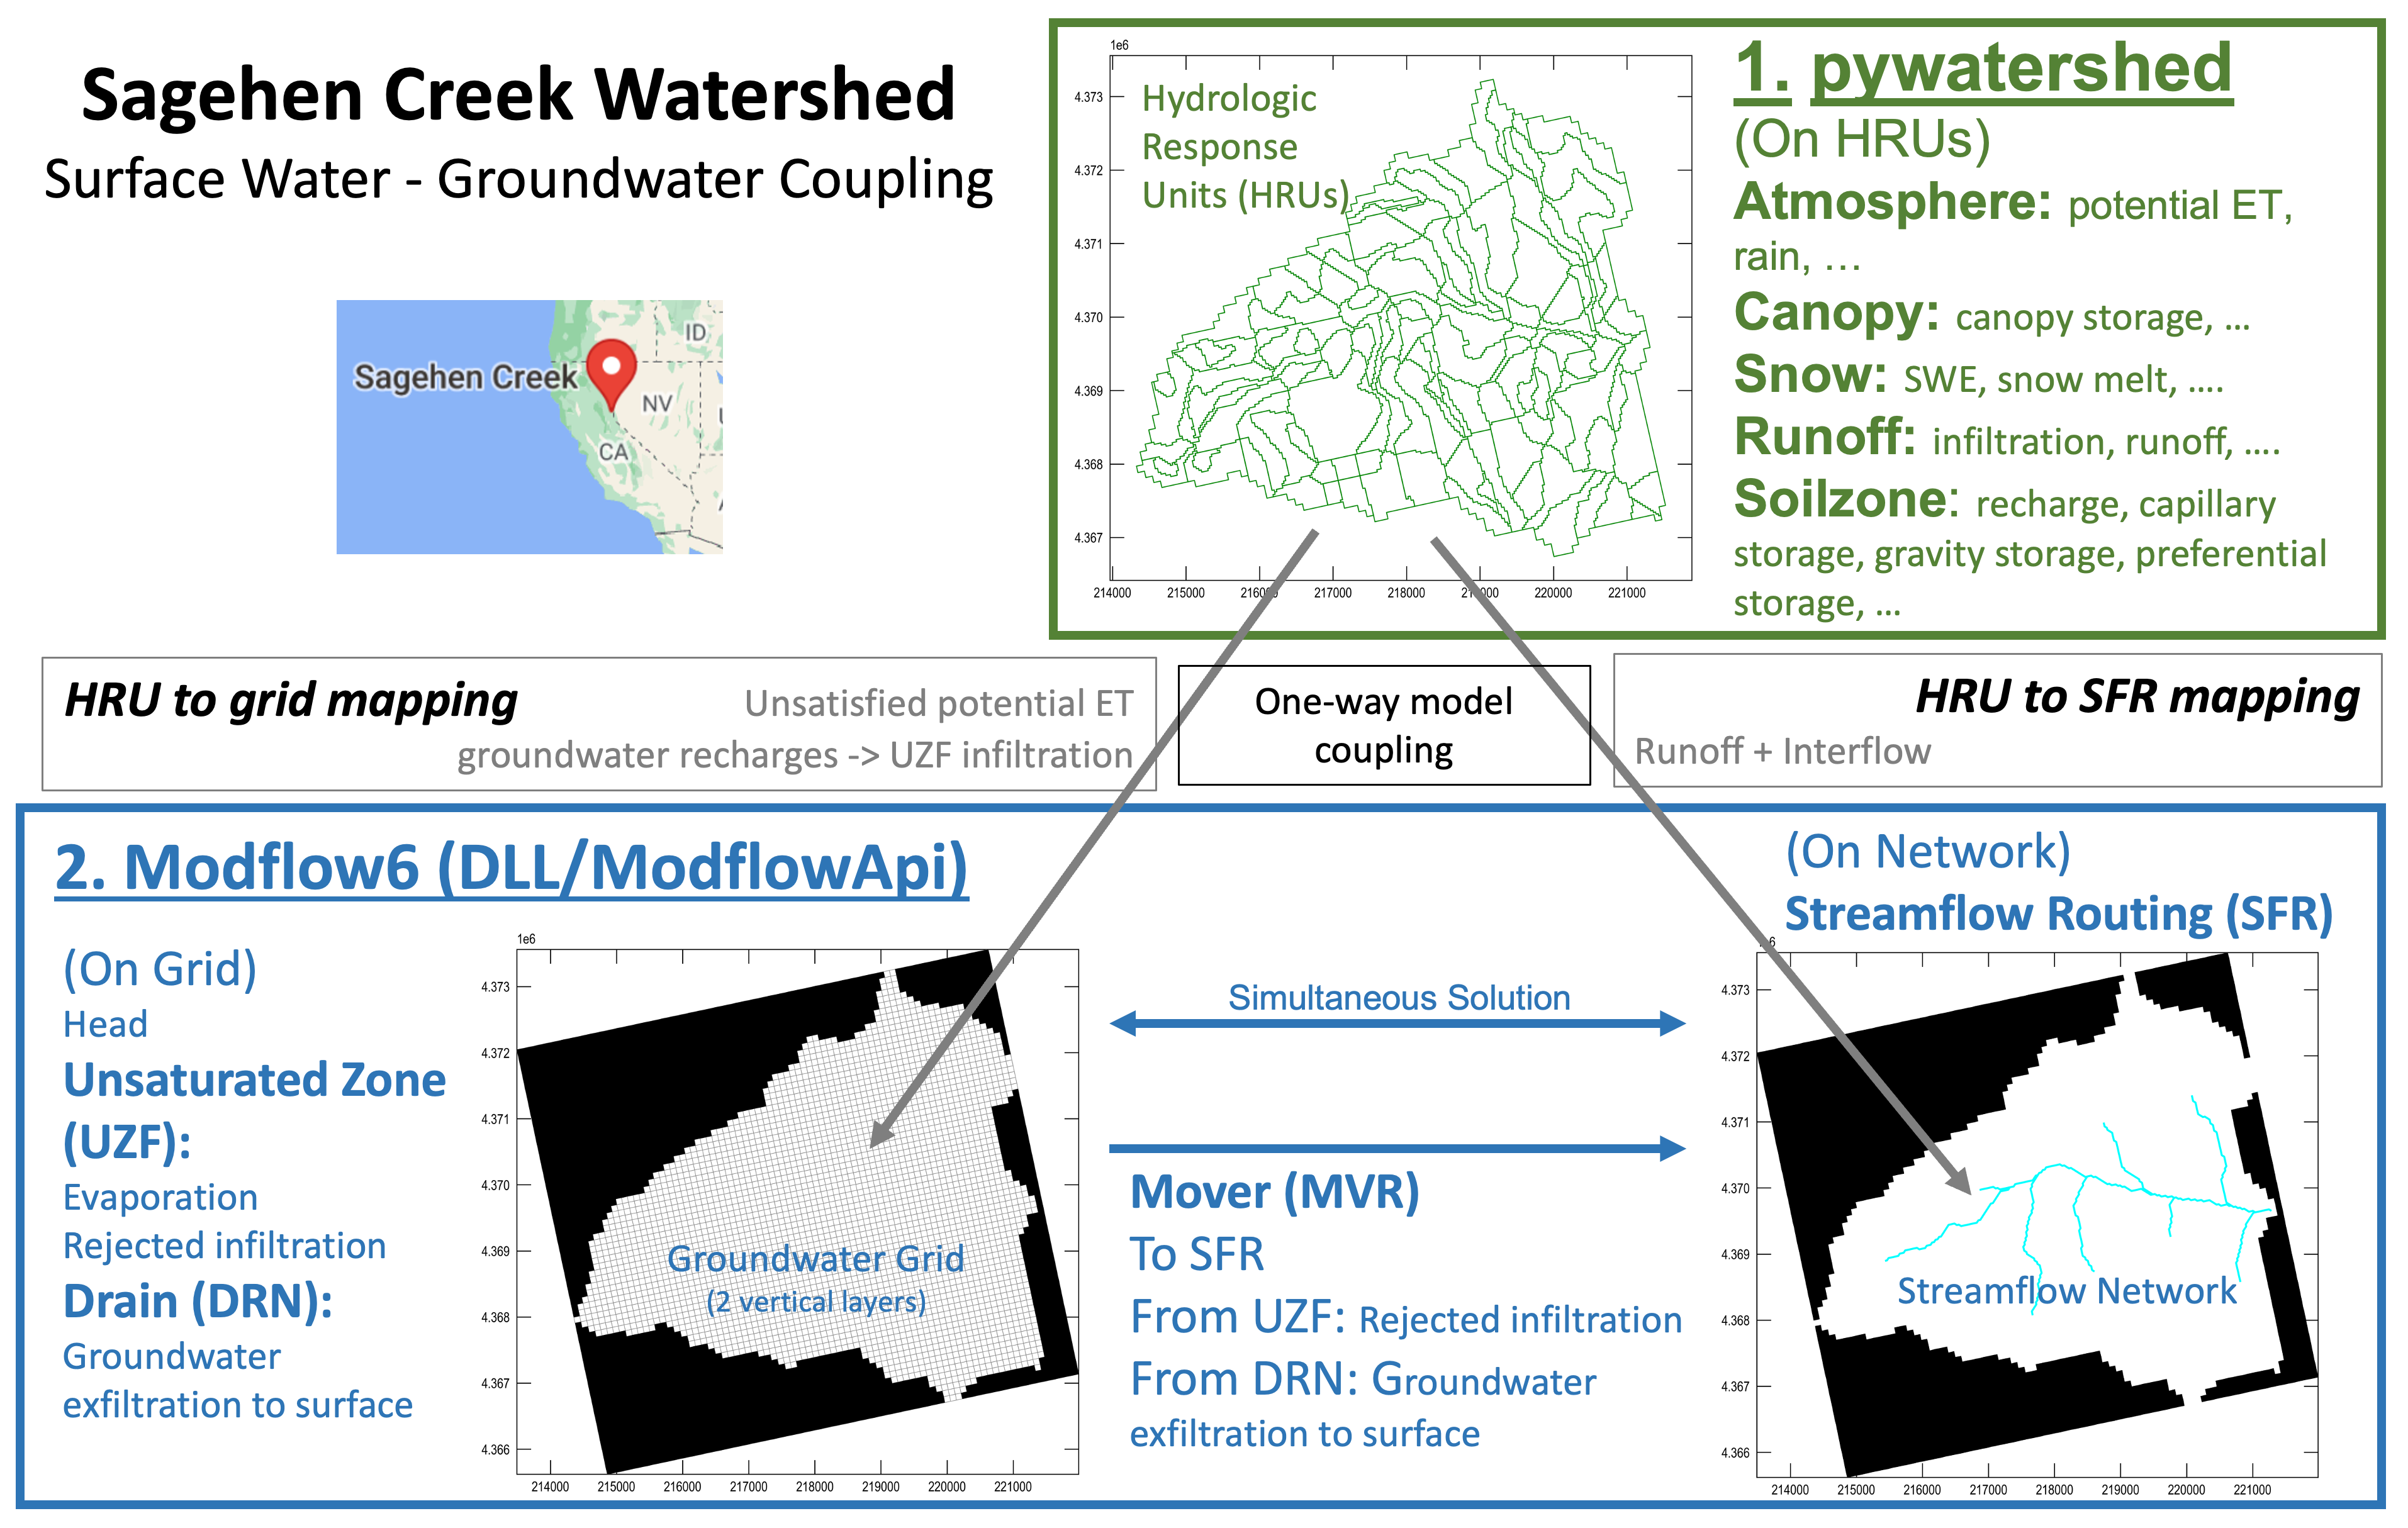 Sagehen Creek Watershed
Surface Water - Groundwater Coupling
Sagehen Creek
ID
NV
CA
1e6
Hydrologic
Response
Units (HRUs)
4.373
4.372
4.371
4.370
4.369
4.368
4.367
214000 215000 216000 217000 218000 219000 220000 221000
1. pywatershed
(On HRUs)
Atmosphere: potential ET,
rain, …
Canopy: canopy storage, …
Snow: SWE, snow melt, ….
Runoff: infiltration, runoff, ….
Soilzone: recharge, capillary
storage, gravity storage, preferential
storage, …
HRU to grid mapping
Unsatisfied potential ET
groundwater recharges -> UZF infiltration
One-way model
coupling
HRU to SFR mapping
Runoff + Interflow
2. Modflow6 (DLL/ModflowApi)
(On Grid)
Head
Unsaturated Zone
(UZF):
Evaporation
Rejected infiltration
Drain (DRN):
Groundwater
exfiltration to surface
1e6
4.373
4.372
4.371
4.370
4.369
4.368
4.367
4.366
Groundwater Grid
(2 vertical layers)
214000 215000 216000 217000 218000 219000 220000 221000
Simultaneous Solution
Mover (MVR)
To SFR
From UZF: Rejected infiltration
From DRN: Groundwater
exfiltration to surface
(On Network)
Streamflow Routing (SFR)
4.373
4.372
4.371
4.370
4.369
4.368
4.367
4.366
Streamflow Network
214000 215000 216000 217000 218000 219000 220000 221000